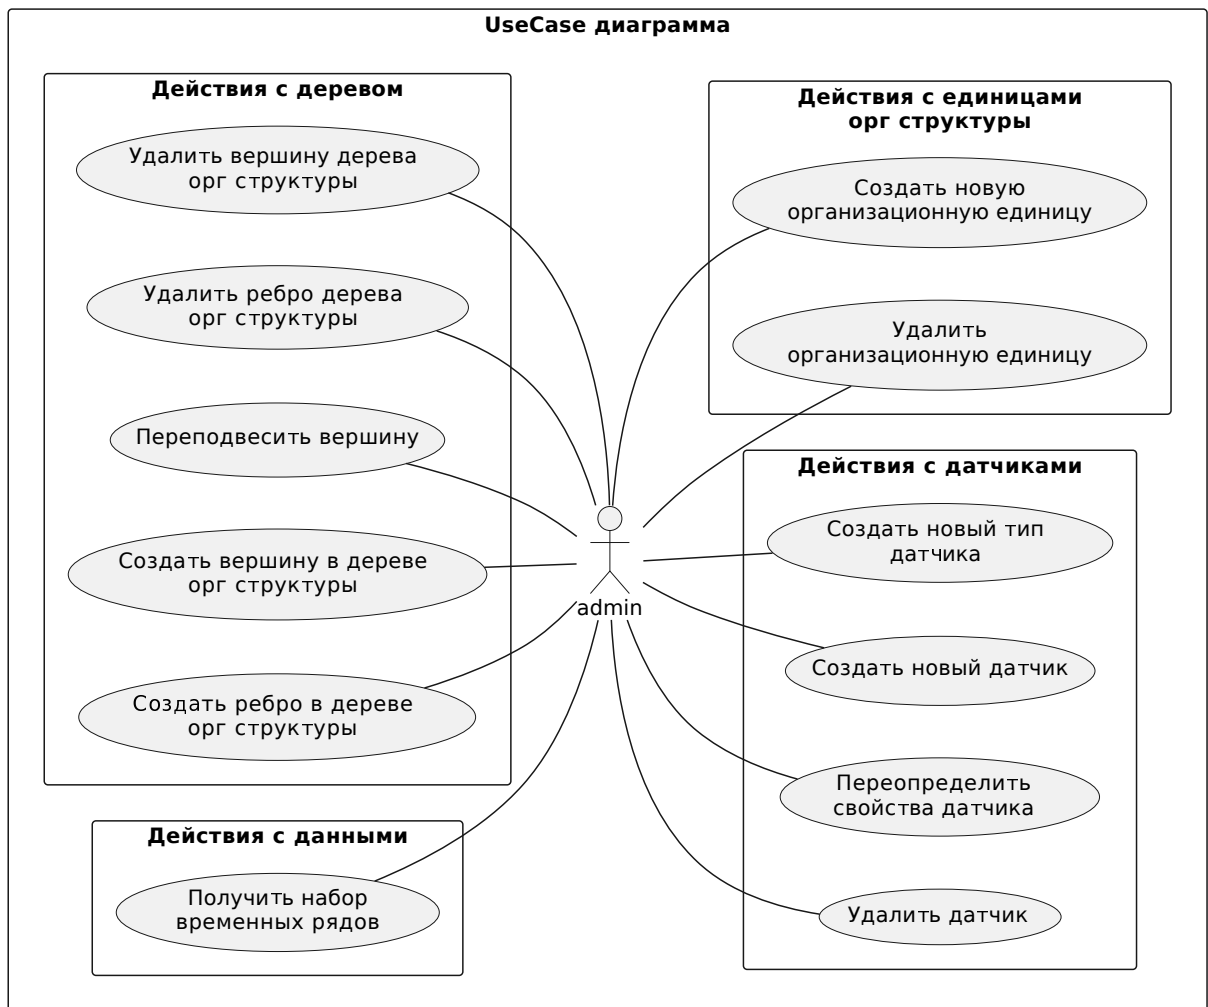 UseCase диаграмма
Действия с деревом
Удалить вершину дерева
орг структуры
Удалить ребро дерева
орг структуры
Переподвесить вершину
Создать вершину в дереве
орг структуры
Создать ребро в дереве
орг структуры
Действия с данными
Получить набор
временных рядов
admin
Действия с единицами
орг структуры
Создать новую
организационную единицу
Удалить
организационную единицу
Действия с датчиками
Создать новый тип
датчика
Создать новый датчик
Переопределить
свойства датчика
Удалить датчик